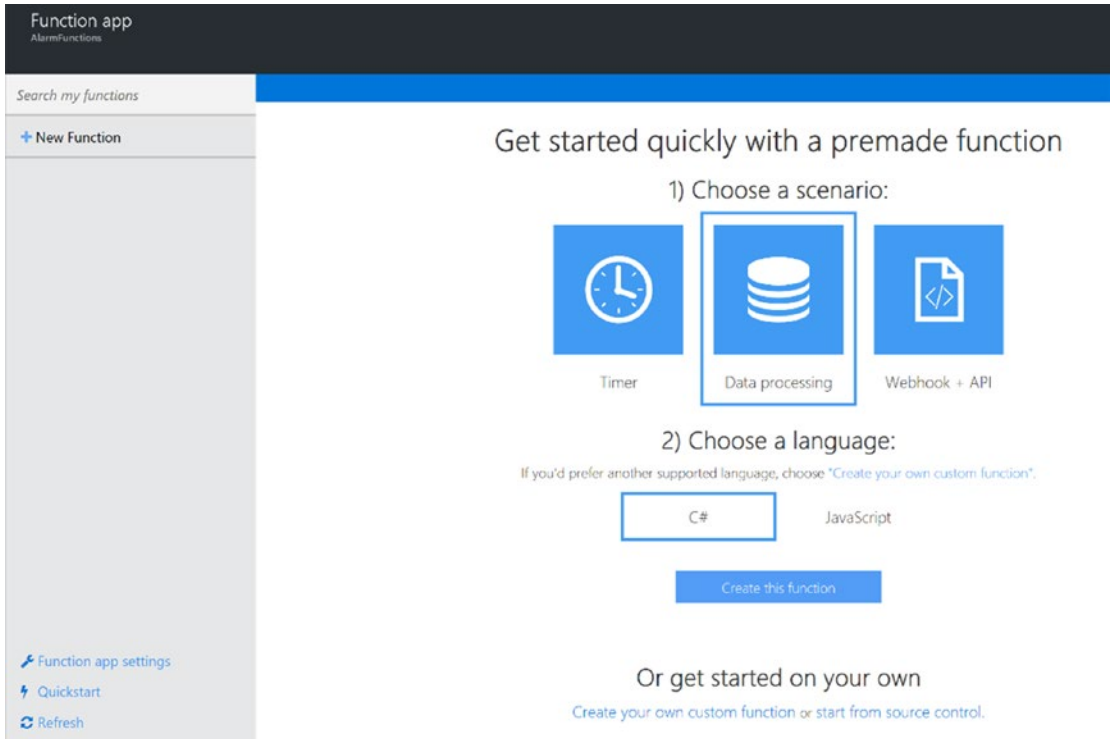 Function app
AlarmFunctions
Search my functions
+ New Function
Get started quickly with a premade function
1) Choose a scenario:
Timer
Data processing
</>
Webhook + API
2) Choose a language:
If you'd prefer another supported language, choose "Create your own custom function".
C#
JavaScript
Create this function
Function app settings
Quickstart
Refresh
Or get started on your own
Create your own custom function or start from source control.